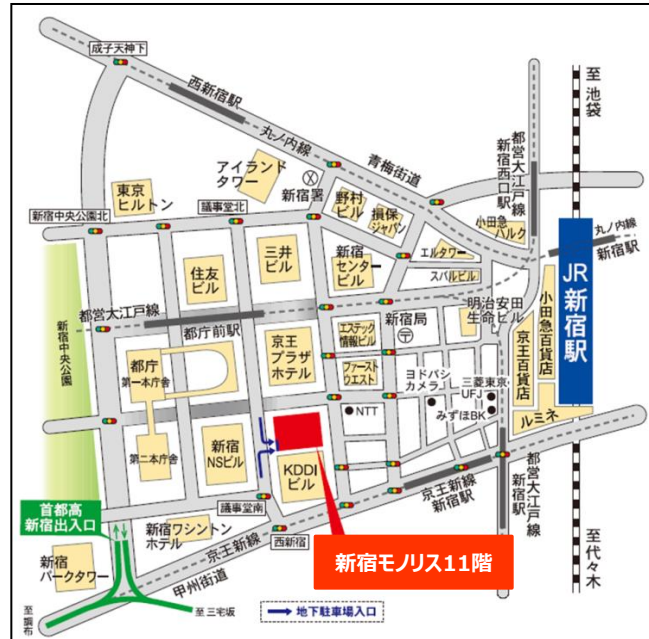 成子天神下
西新宿駅
丸ノ内線
青梅街道
都営大江戸線
新宿西口駅
至池袋
アイランド
タワー
新宿署
東京
ヒルトン
新宿中央公園北
議事堂北
野村
ビル
損保
ジャパン
小田急
ハルク
丸ノ内線
新宿駅
三井
ビル
新宿
センター
ビル
エルタワー
スバルビル
住友
ビル
JR新宿駅
都営大江戸線
都庁前駅
新宿中央公園
エステック
情報ビル
新宿局
明治安田
生命ビル
小田急百貨店
京王百貨店
都庁
第一本庁舎
京王
プラザ
ホテル
ファースト
ウエスト
ヨドバシ
カメラ
三菱東京
UFJ
NTT
みずほBK
ルミネ
第二本庁舎
新宿
NSビル
KDDI
ビル
京王新線
新宿駅
都営大江戸線
新宿駅
首都高
新宿出入口
議事堂南
新宿ワシントン
ホテル
西新宿
新宿モノリス11階
新宿
パークタワー
京王新線
甲州街道
至代々木
至調布
至三宅坂
地下駐車場入口